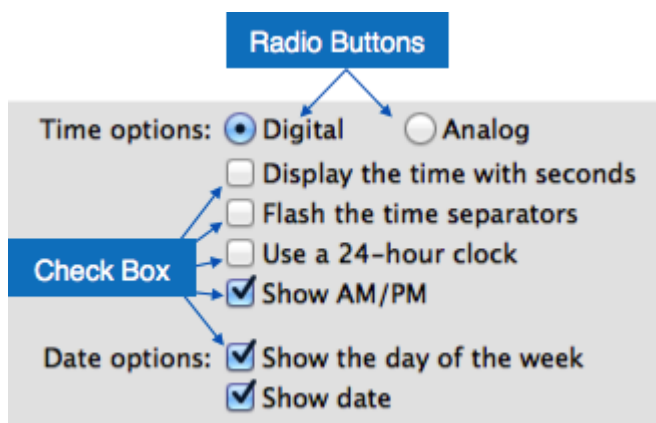 Radio Buttons
Time options: Digital Analog
Display the time with seconds
Flash the time separators
Use a 24-hour clock
Check Box
Show AM/PM
Date options: Show the day of the week
Show date